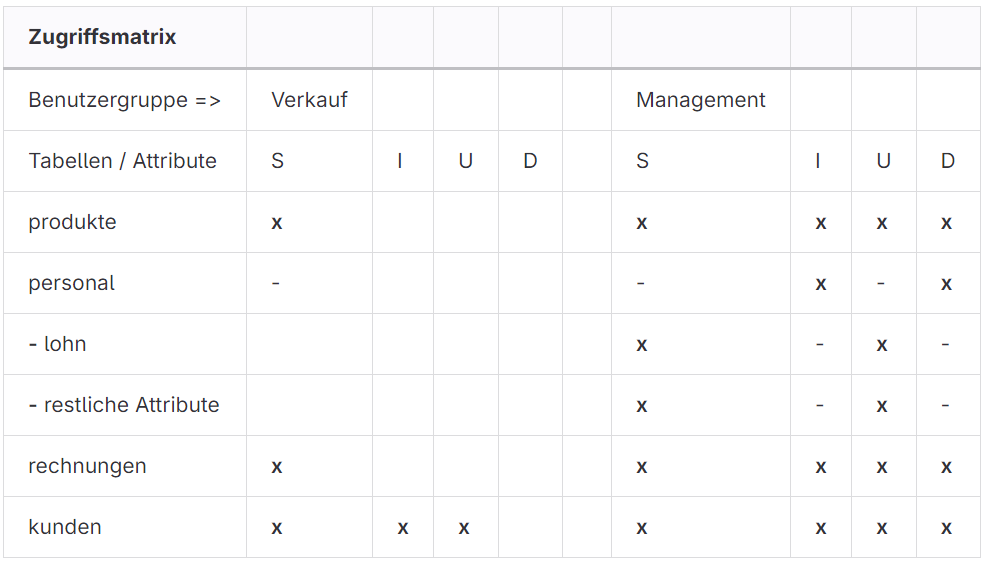 Zugriffsmatrix
Benutzergruppe => Verkauf Management
Tabellen / Attribute S I U D S I U D
produkte x x x x x
personal - - x - x
- lohn x - x -
- restliche Attribute x - x -
rechnungen x x x x x
kunden x x x x x x x